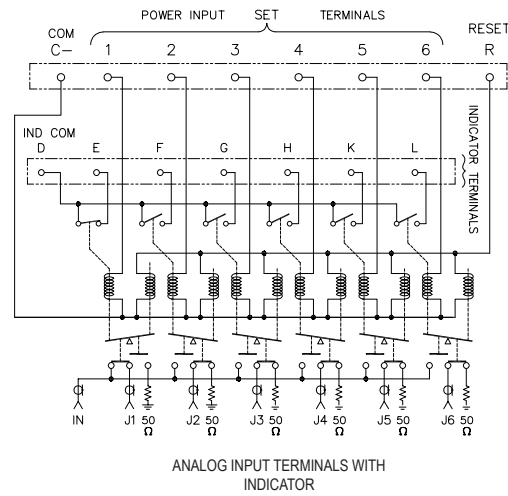 POWER INPUT SET TERMINALS
COM RESET
C– 1 2 3 4 5 6 R
IND COM
D E F G H K L
INDICATOR TERMINALS
IN J1 50 J2 50 J3 50 J4 50 J5 50 J6 50
Ω Ω Ω Ω Ω Ω
ANALOG INPUT TERMINALS WITH
INDICATOR